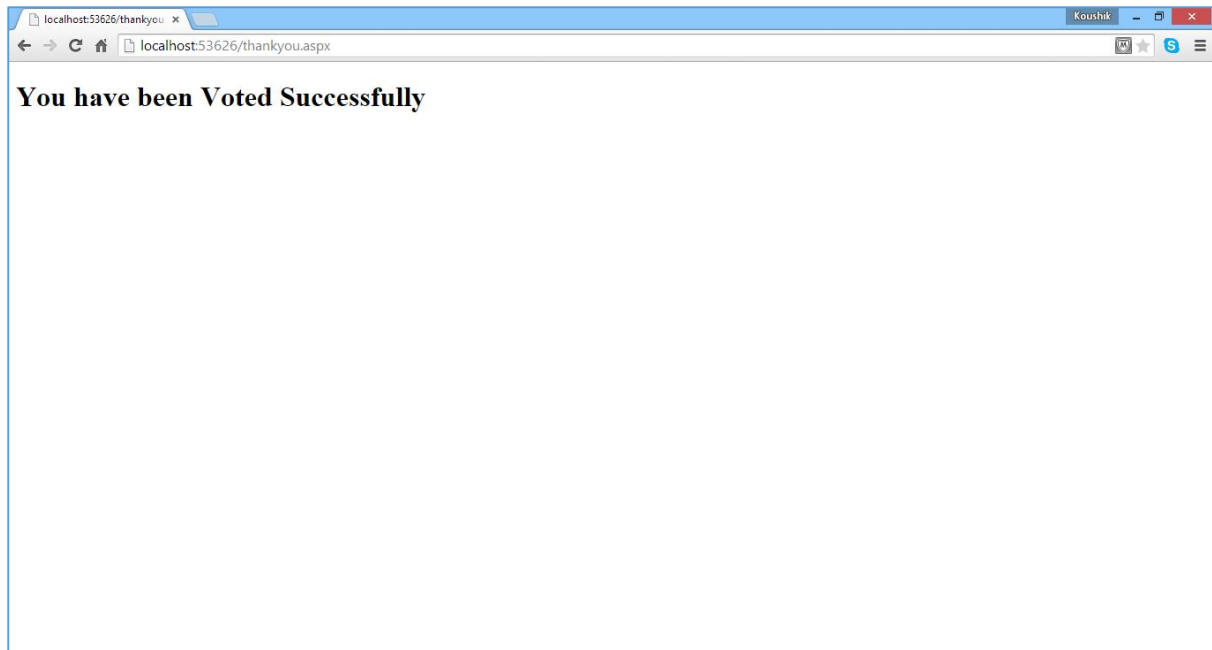 localhost:53626/thankyou
Koushik
localhost:53626/thankyou.aspx
You have been Voted Successfully